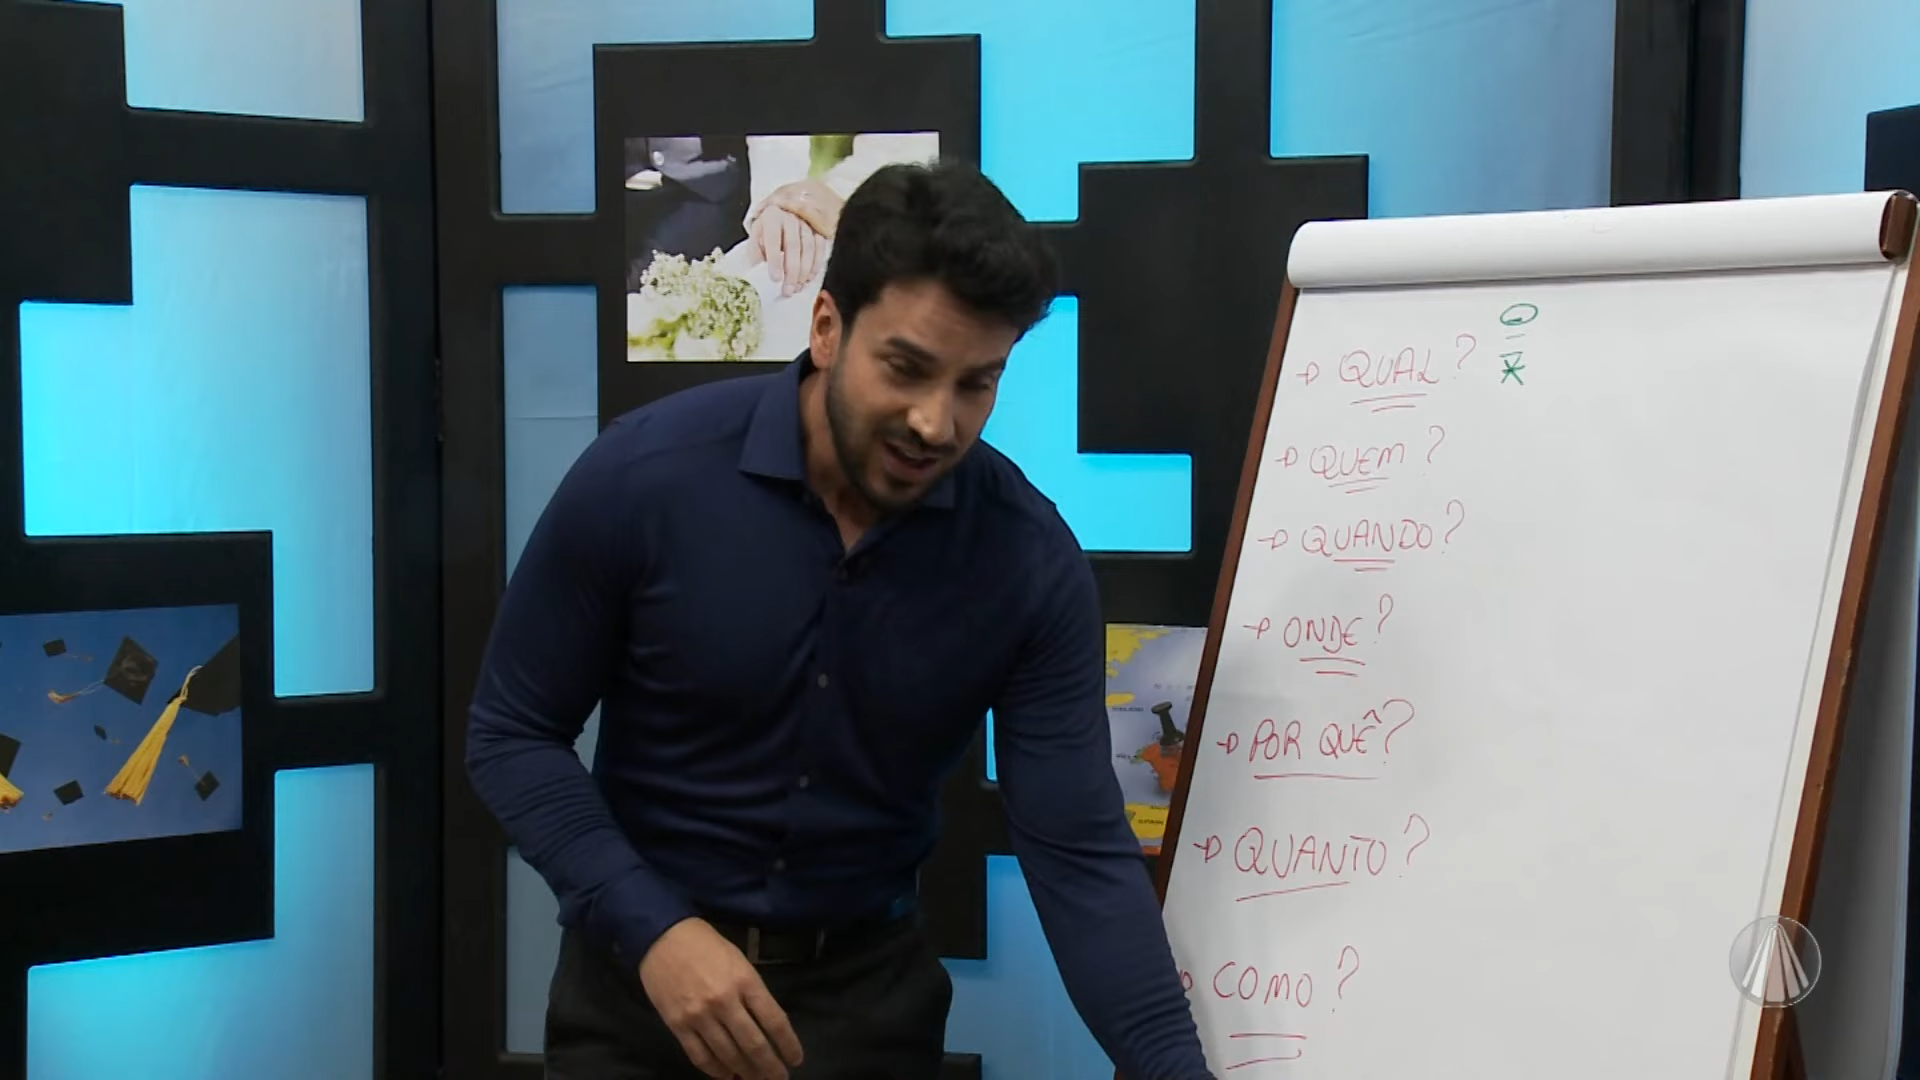 QUAL?
QUEM?
QUANDO?
ONDE?
POR QUÊ?
QUANTO?
COMO?